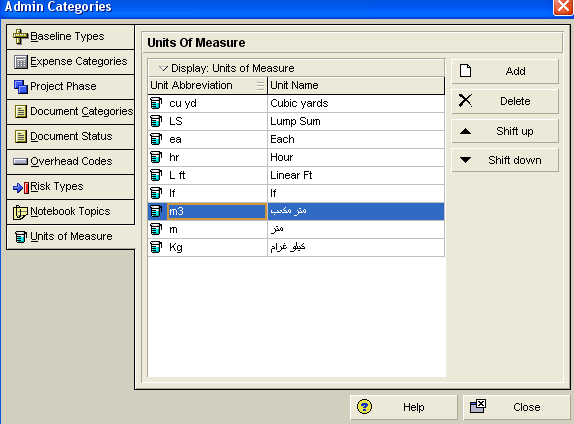 Admin Categories
Baseline Types
Expense Categories
Project Phase
Document Categories
Document Status
Overhead Codes
Risk Types
Notebook Topics
Units of Measure
Units Of Measure
Display: Units of Measure
Unit Abbreviation Unit Name
cu yd Cubic yards
LS Lump Sum
ea Each
hr Hour
L ft Linear Ft
lf lf
m3 متر مكعب
m متر
Kg كيلو غرام
Add
Delete
Shift up
Shift down
Help
Close